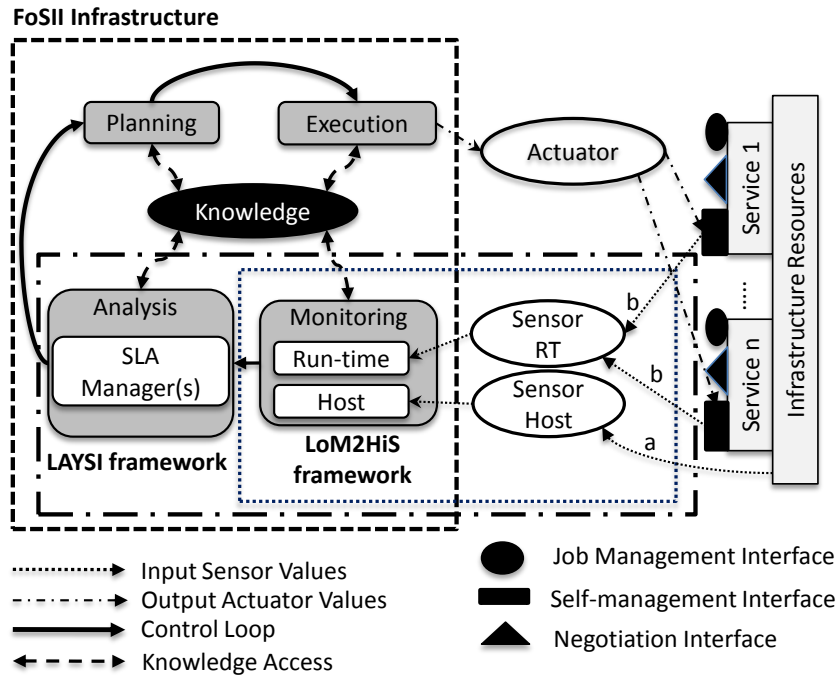 FoSII Infrastructure
Planning
Execution
Actuator
Knowledge
Service 1
Infrastructure Resources
Analysis
SLA
Manager(s)
Monitoring
Run-time
Host
Sensor
RT
Sensor
Host
b
b
a
......
Service n
LAYSI framework
LoM2HiS
framework
Input Sensor Values
Output Actuator Values
Control Loop
Knowledge Access
Job Management Interface
Self-management Interface
Negotiation Interface